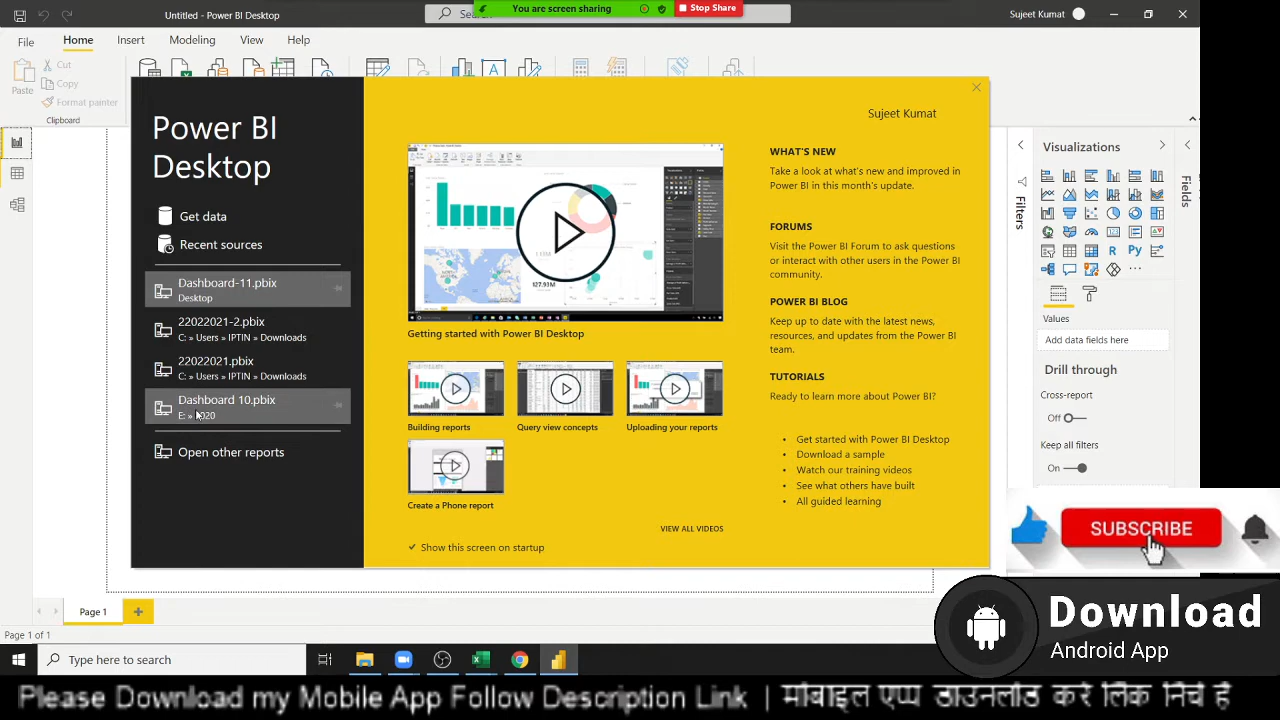 Untitled - Power BI Desktop
You are screen sharing
Stop Share
Sujeet Kumat
File
Home
Insert
Modeling
View
Help
Paste
Cut
Copy
Format painter
Clipboard
Power BI
Desktop
Get data
Recent sources
Dashboard-11.pbix
Desktop
22022021-2.pbix
C: » Users » IPTIN » Downloads
22022021.pbix
C: » Users » IPTIN » Downloads
Dashboard 10.pbix
E: » 2020
Open other reports
Sujeet Kumat
Getting started with Power BI Desktop
Building reports
Query view concepts
Uploading your reports
Create a Phone report
VIEW ALL VIDEOS
Show this screen on startup
WHAT'S NEW
Take a look at what's new and improved in
Power BI in this month's update.
FORUMS
Visit the Power BI Forum to ask questions
or interact with other users in the Power BI
community.
POWER BI BLOG
Keep up to date with the latest news,
resources, and updates from the Power BI
team.
TUTORIALS
Ready to learn more about Power BI?
Get started with Power BI Desktop
Download a sample
Watch our training videos
See what others have built
All guided learning
Filters
Visualizations
Fields
R
Py
Values
Add data fields here
Drill through
Cross-report
Off
Keep all filters
On
SUBSCRIBE
Download
Android App
Page 1
Page 1 of 1
Type here to search
Please Download my Mobile App Follow Description Link | मोबाइल एप्प डाउनलोड करे लिंक निचे है